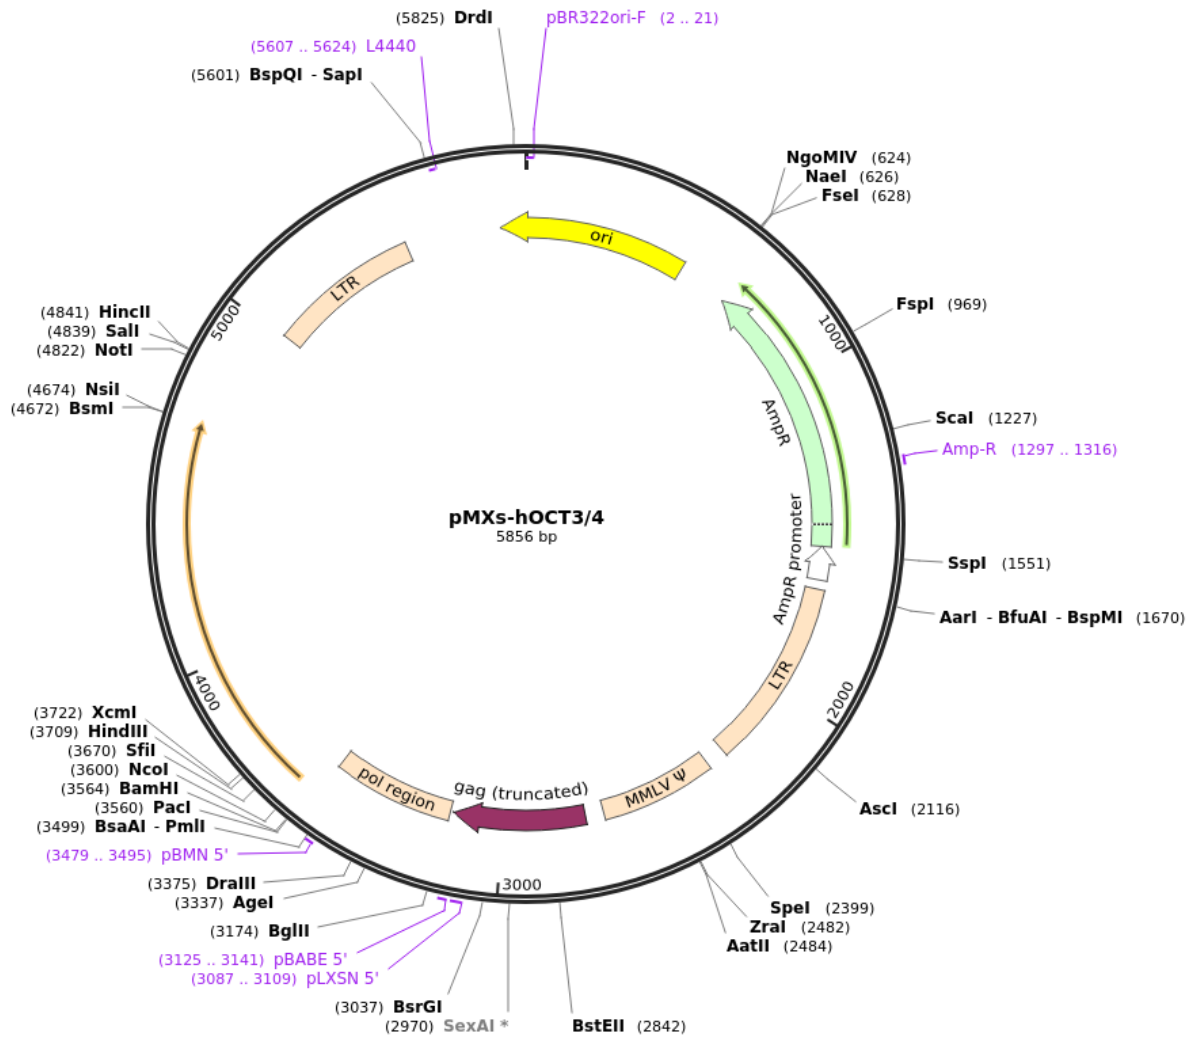 (5825) DrdI
pBR322ori-F (2 .. 21)
(5607 .. 5624) L4440
(5601) BspQI - SapI
NgoMIV (624)
NaeI (626)
FseI (628)
ori
LTR
(4841) HincII
(4839) SalI
(4822) NotI
5000
FspI (969)
1000
(4674) NsiI
(4672) BsmI
AmpR
ScaI (1227)
Amp-R (1297 .. 1316)
pMXs-hOCT3/4
5856 bp
AmpR promoter
SspI (1551)
AarI - BfuAI - BspMI (1670)
LTR
2000
4000
(3722) XcmI
(3709) HindIII
(3670) SfiI
(3600) NcoI
(3564) BamHI
(3560) PacI
(3499) BsaAI - PmlI
(3479 .. 3495) pBMN 5'
pol region
gag (truncated)
MMLV Ψ
AscI (2116)
(3375) DraIII
(3337) AgeI
(3174) BglII
3000
SpeI (2399)
ZraI (2482)
AatII (2484)
(3125 .. 3141) pBABE 5'
(3087 .. 3109) pLXSN 5'
(3037) BsrGI
(2970) SexAI *
BstEII (2842)